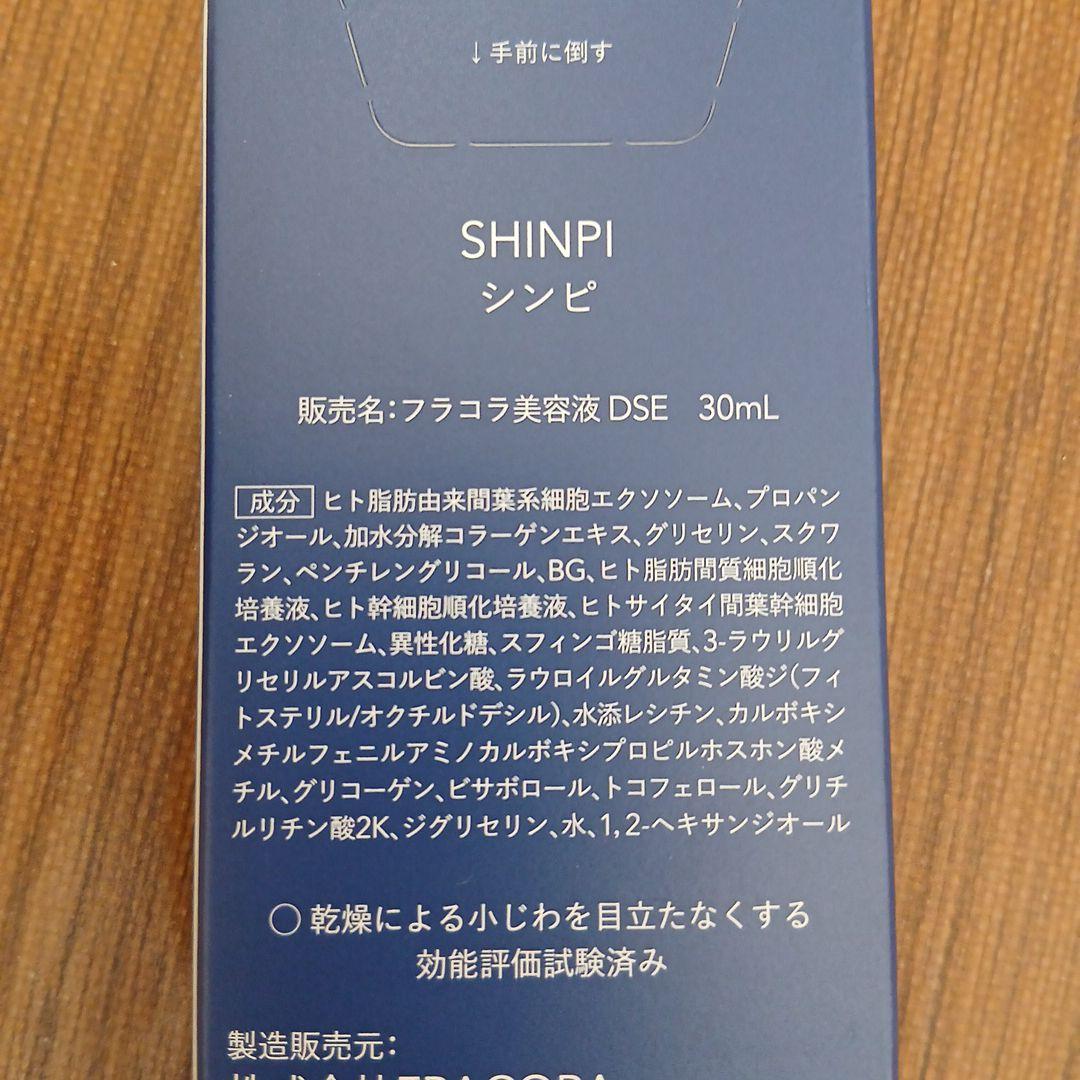 ↓手前に倒す
SHINPI
シンピ
販売名：フラコラ美容液 DSE　30mL
成分 ヒト脂肪由来間葉系細胞エクソソーム、プロパン
ジオール、加水分解コラーゲンエキス、グリセリン、スクワ
ラン、ペンチレングリコール、BG、ヒト脂肪間質細胞順化
培養液、ヒト幹細胞順化培養液、ヒトサイタイ間葉幹細胞
エクソソーム、異性化糖、スフィンゴ糖脂質、3-ラウリルグ
リセリルアスコルビン酸、ラウロイルグルタミン酸ジ（フィ
トステリル/オクチルドデシル）、水添レシチン、カルボキシ
メチルフェニルアミノカルボキシプロピルホスホン酸メ
チル、グリコーゲン、ビサボロール、トコフェロール、グリチ
ルリチン酸2K、ジグリセリン、水、1，2-ヘキサンジオール
○ 乾燥による小じわを目立たなくする
効能評価試験済み
製造販売元：
株式会社FRACORA